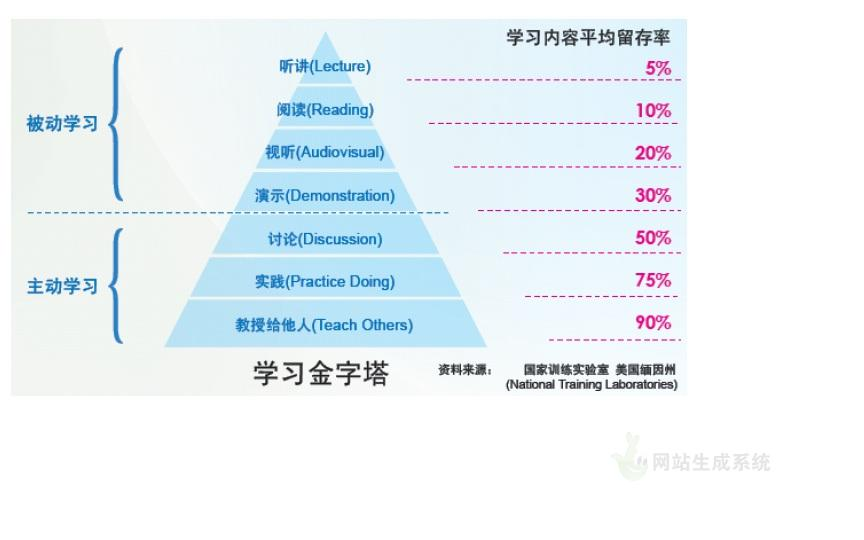 学习内容平均留存率
听讲(Lecture) 5%
阅读(Reading) 10%
被动学习
视听(Audiovisual) 20%
演示(Demonstration) 30%
讨论(Discussion) 50%
主动学习
实践(Practice Doing) 75%
教授给他人(Teach Others) 90%
学习金字塔
资料来源： 国家训练实验室 美国缅因州
(National Training Laboratories)
网站生成系统